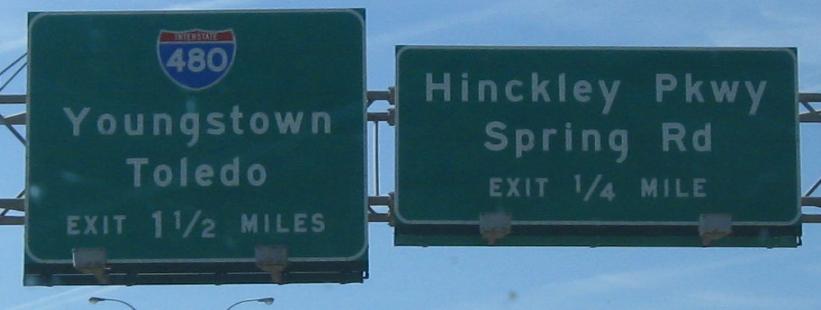 INTERSTATE
480
Youngstown
Toledo
EXIT 1 1/2 MILES
Hinckley Pkwy
Spring Rd
EXIT 1/4 MILE